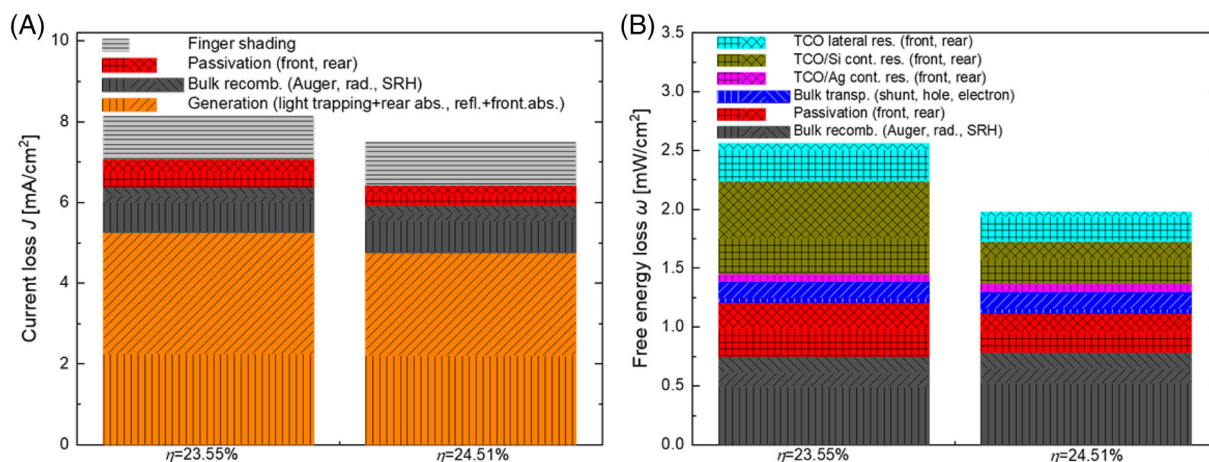 (A)
10
8
6
4
2
0
Current loss J [mA/cm²]
Finger shading
Passivation (front, rear)
Bulk recomb. (Auger, rad., SRH)
Generation (light trapping+rear abs., refl.+front.abs.)
η=23.55%
η=24.51%
(B)
3.5
3.0
2.5
2.0
1.5
1.0
0.5
0.0
Free energy loss ω [mW/cm²]
TCO lateral res. (front, rear)
TCO/Si cont. res. (front, rear)
TCO/Ag cont. res. (front, rear)
Bulk transp. (shunt, hole, electron)
Passivation (front, rear)
Bulk recomb. (Auger, rad., SRH)
η=23.55%
η=24.51%